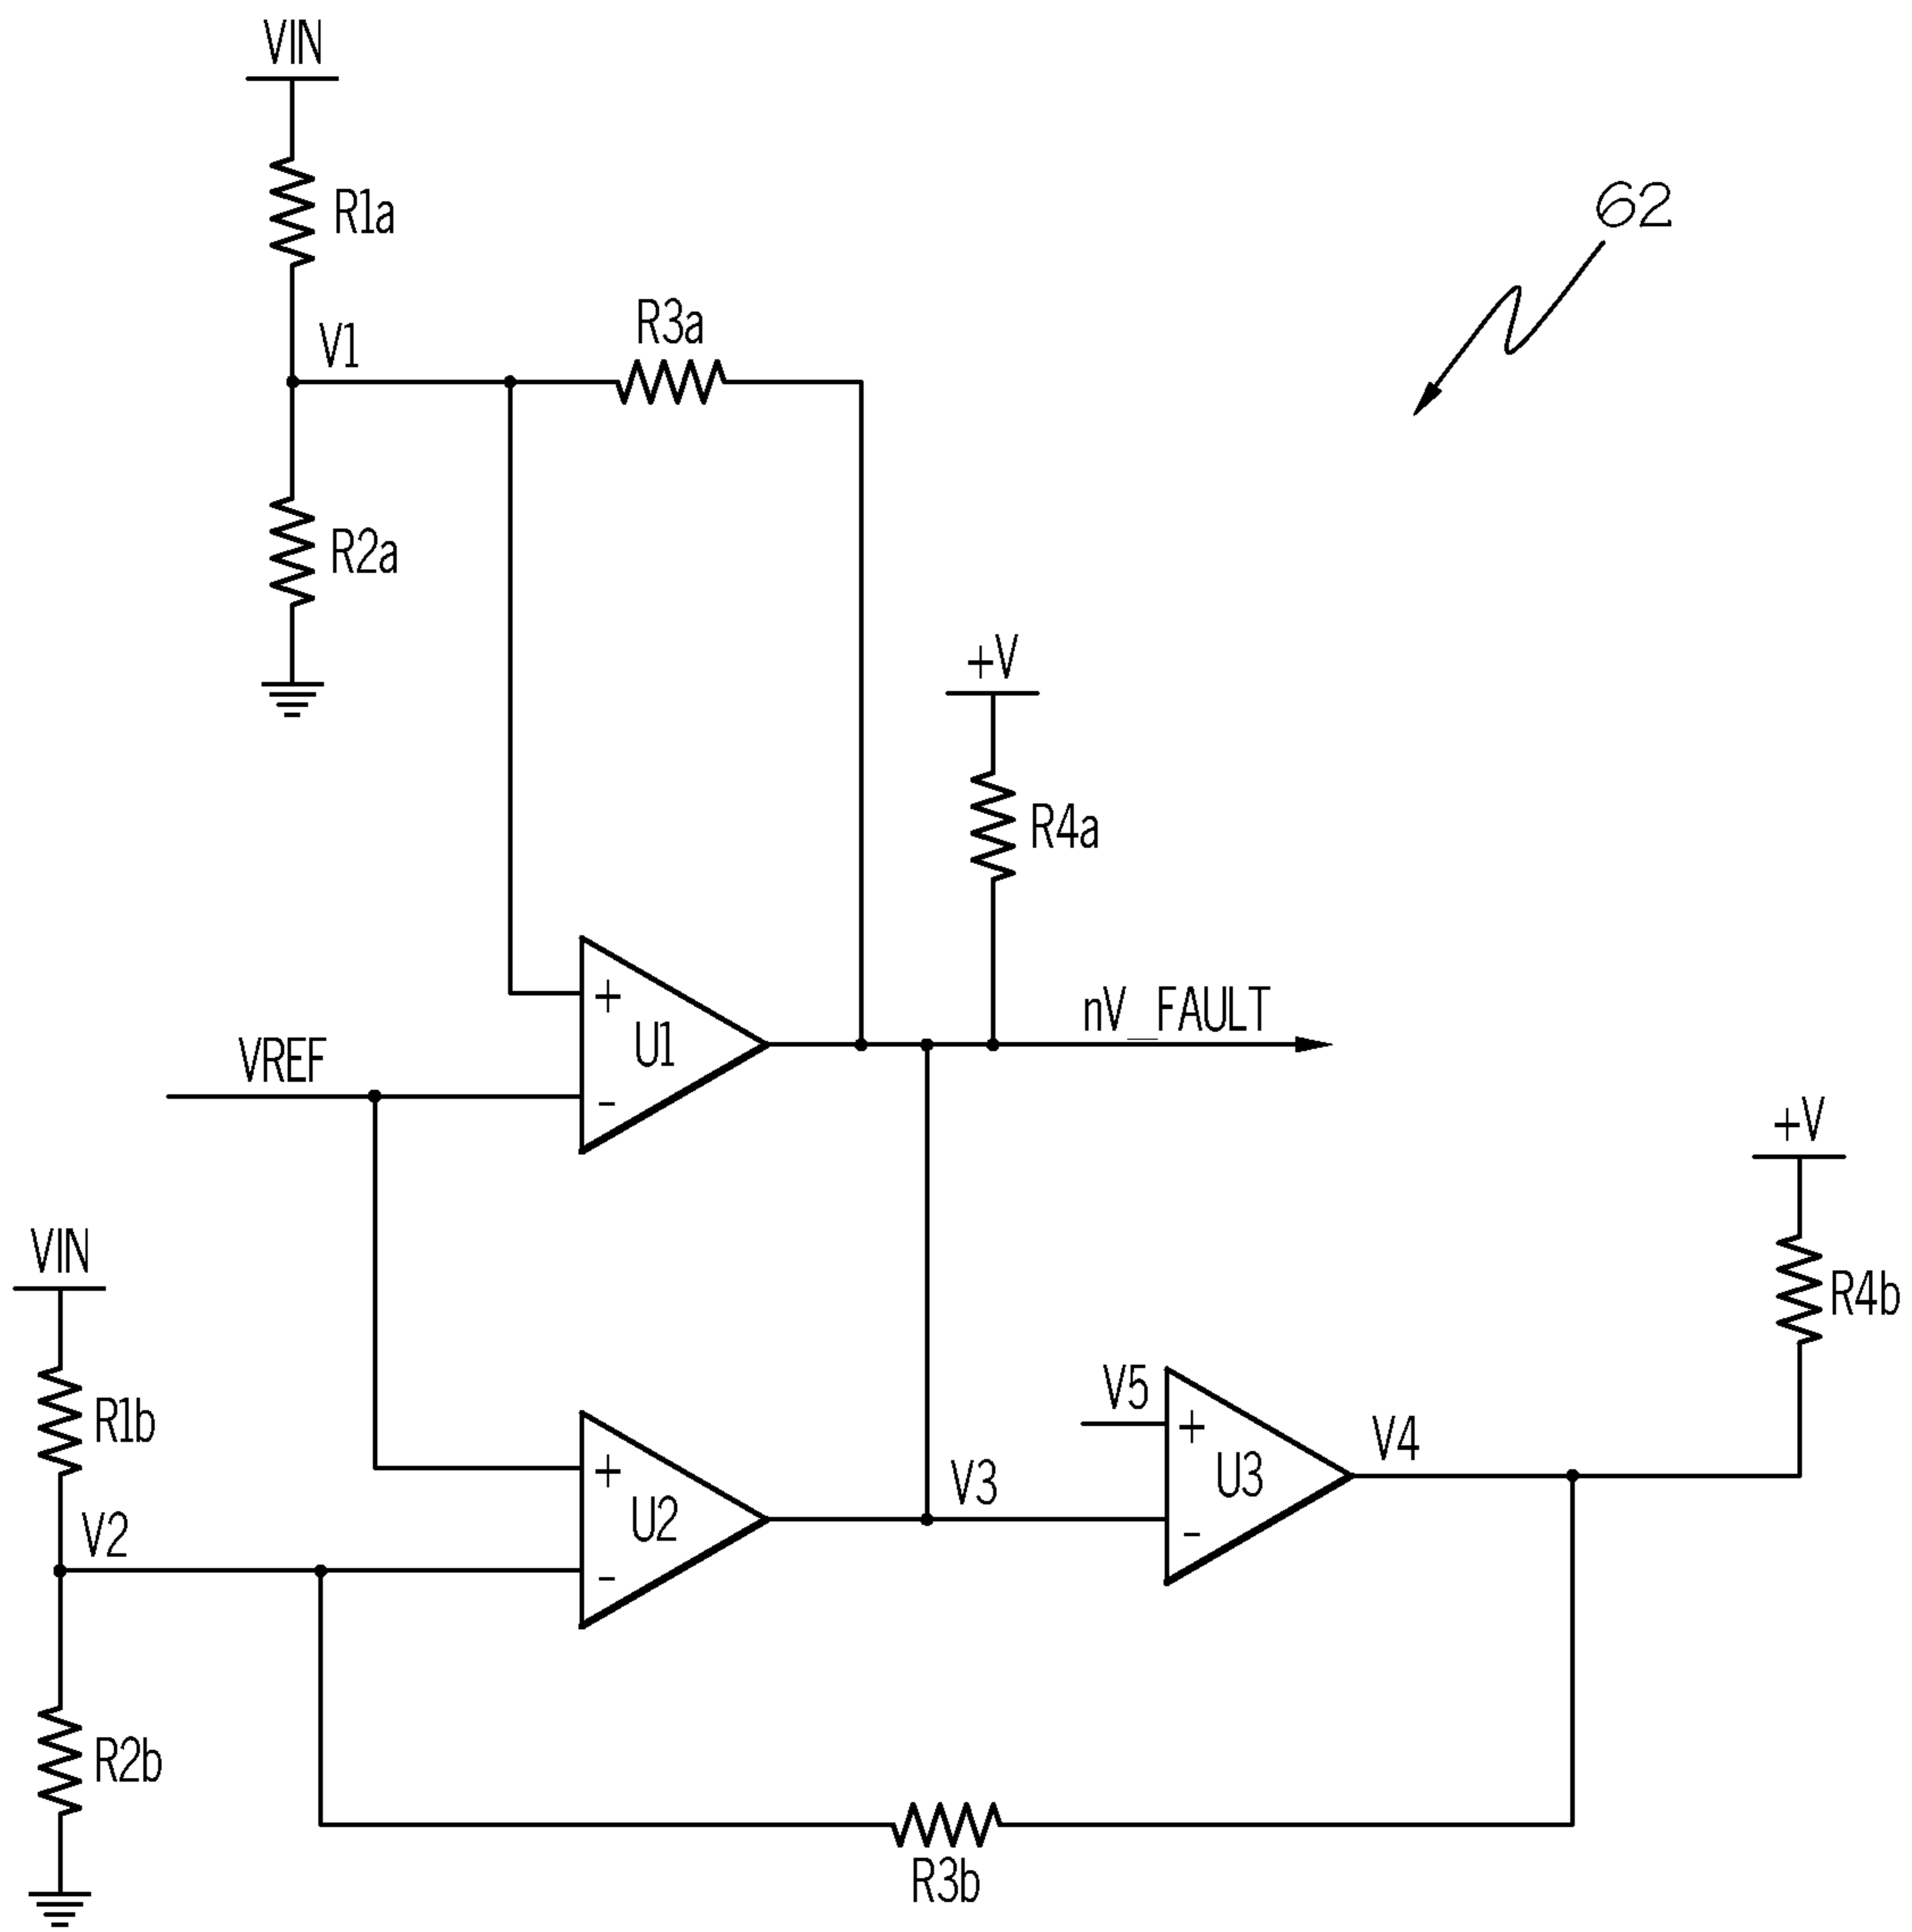 VIN
R1a
62
V1
R3a
R2a
+V
R4a
nV_FAULT
+
U1
-
VREF
+V
VIN
R4b
R1b
V5
+
U3
-
V4
V3
+
U2
-
V2
R2b
R3b